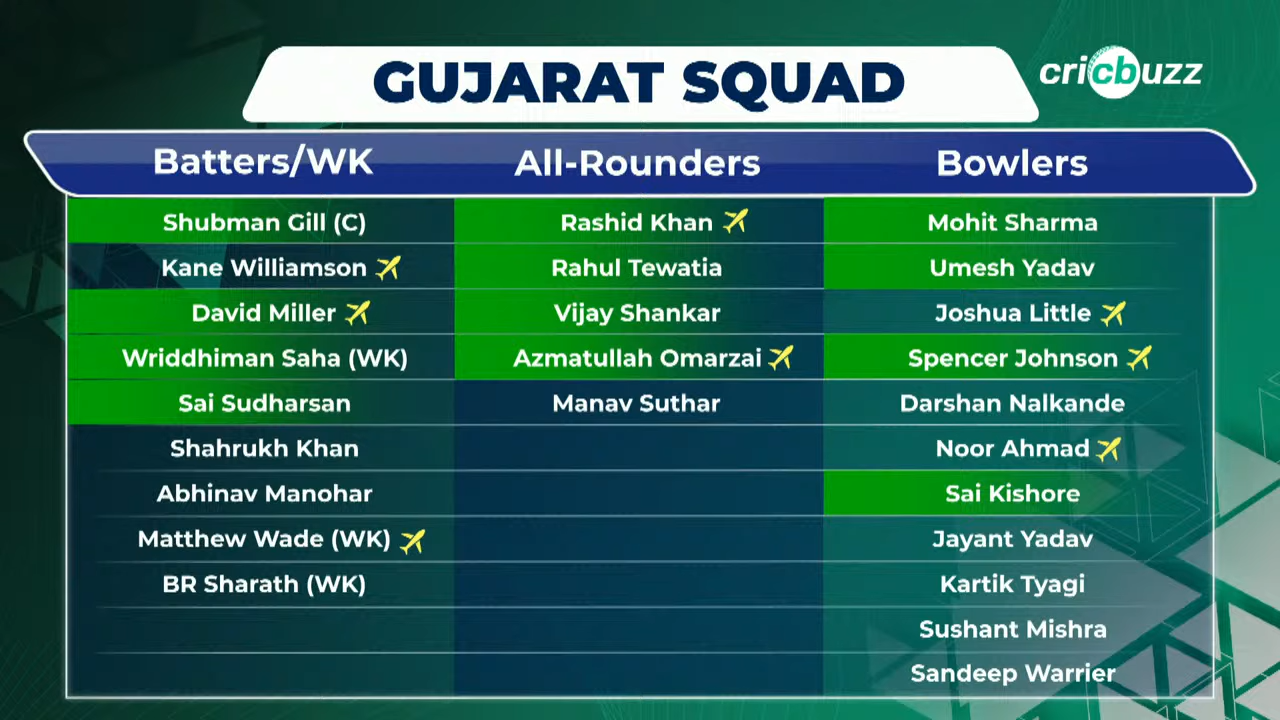 GUJARAT SQUAD
cricbuzz
Batters/WK All-Rounders Bowlers
Shubman Gill (C) Rashid Khan Mohit Sharma
Kane Williamson Rahul Tewatia Umesh Yadav
David Miller Vijay Shankar Joshua Little
Wriddhiman Saha (WK) Azmatullah Omarzai Spencer Johnson
Sai Sudharsan Manav Suthar Darshan Nalkande
Shahrukh Khan Noor Ahmad
Abhinav Manohar Sai Kishore
Matthew Wade (WK) Jayant Yadav
BR Sharath (WK) Kartik Tyagi
Sushant Mishra
Sandeep Warrier